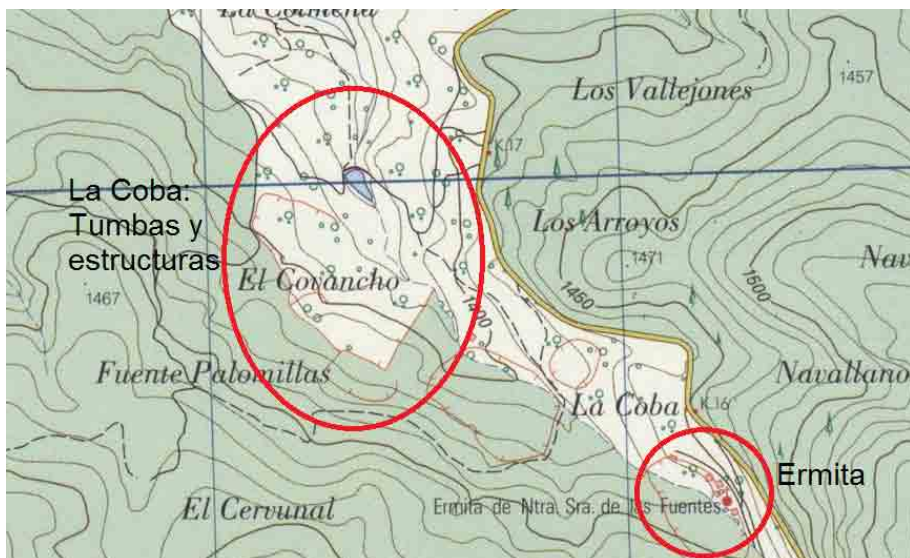 La Colmena
1457
Los Vallejones
K.17
La Coba:
Tumbas y
estructuras
Los Arroyos
1471
Nav
El Covancho
1467
1450
1500
1400
Fuente Palomillas
Navallano
La Coba
K.16
Ermita
El Cervunal
Ermita de Ntra. Sra. de las Fuentes